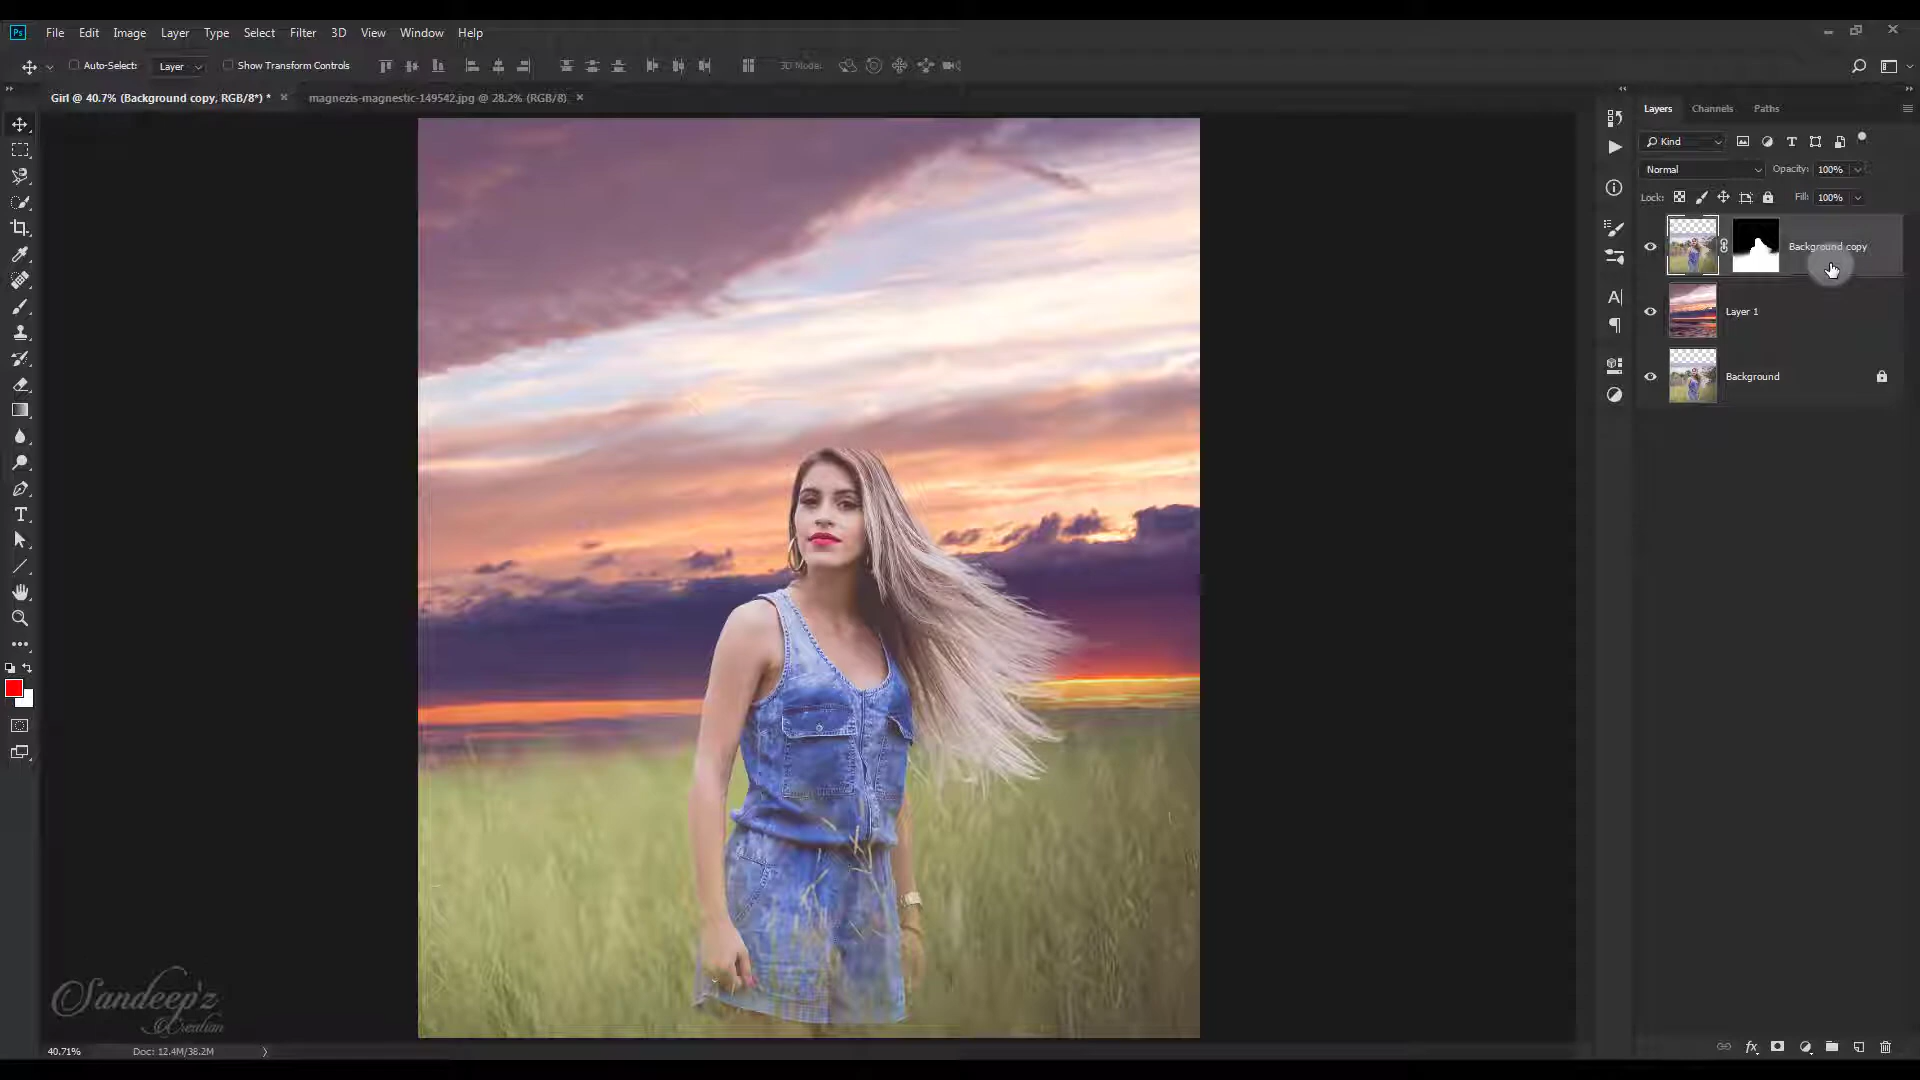 Ps File Edit Image Layer Type Select Filter 3D View Window Help
Auto-Select: Layer Show Transform Controls 3D Mode:
Girl @ 40.7% (Background copy, RGB/8*) * magnezis-magnestic-149542.jpg @ 28.2% (RGB/8)
Layers Channels Paths
Kind
Normal Opacity: 100%
Lock: Fill: 100%
Background copy
Layer 1
Background
Sandeep'z
Creation
40.71% Doc: 12.4M/38.2M
fx